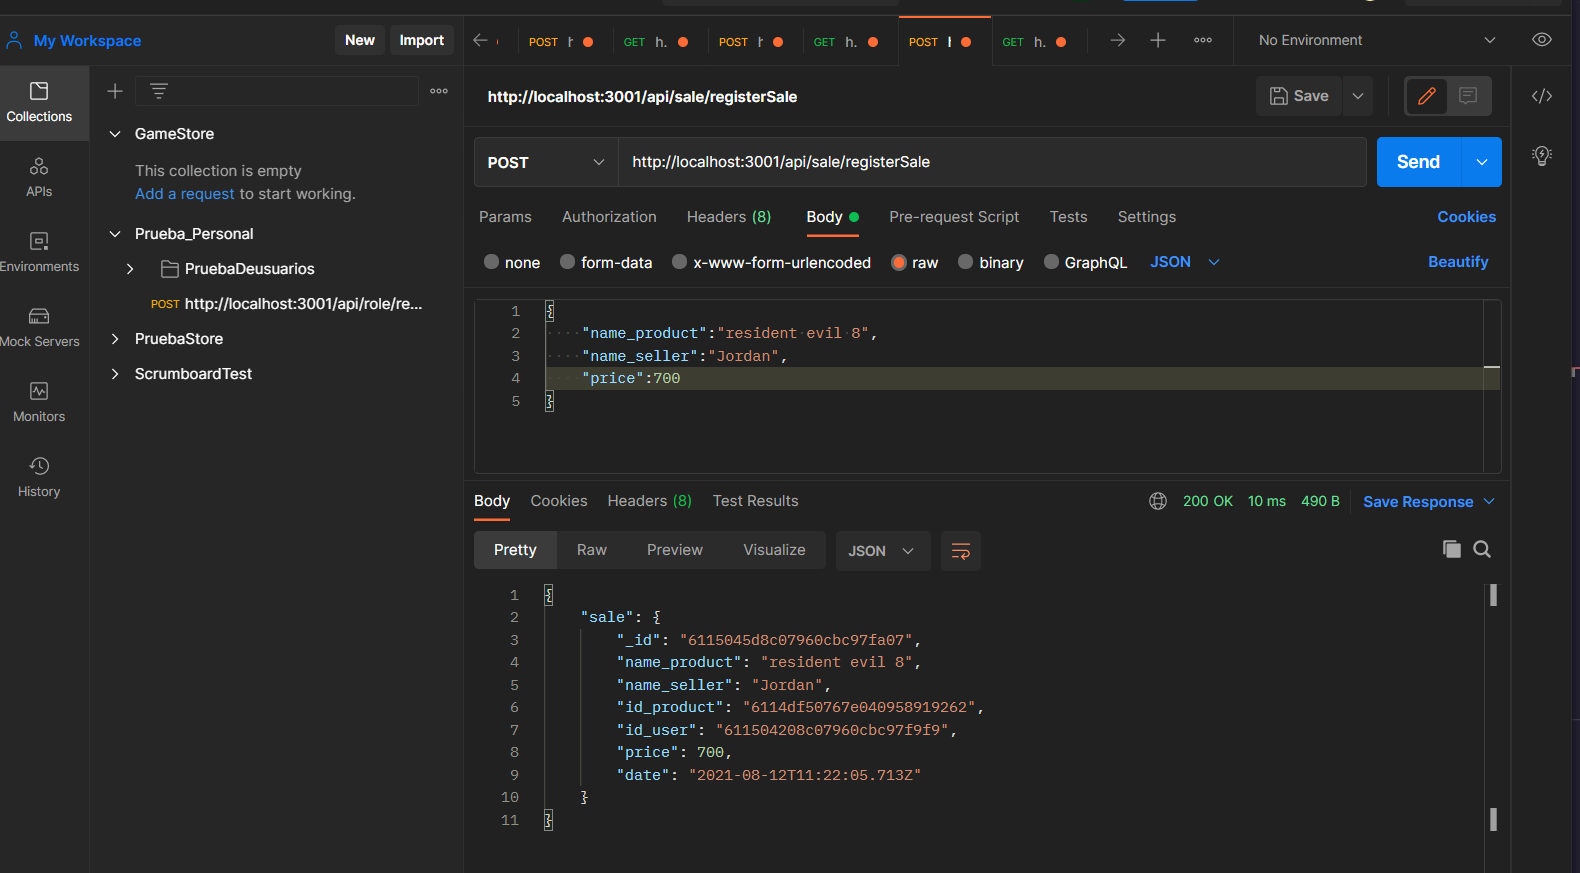 My Workspace
New
Import
POST h
GET h.
POST h
GET h.
POST
GET h.
No Environment
Collections
APIs
Environments
Mock Servers
Monitors
History
GameStore
This collection is empty
Add a request to start working.
Prueba_Personal
PruebaDeusuarios
POST http://localhost:3001/api/role/re...
PruebaStore
ScrumboardTest
http://localhost:3001/api/sale/registerSale
Save
POST
http://localhost:3001/api/sale/registerSale
Send
Params Authorization Headers (8) Body Pre-request Script Tests Settings Cookies
none form-data x-www-form-urlencoded raw binary GraphQL JSON Beautify
1 {
2 "name_product":"resident evil 8",
3 "name_seller":"Jordan",
4 "price":700
5 }
Body Cookies Headers (8) Test Results 200 OK 10 ms 490 B Save Response
Pretty Raw Preview Visualize JSON
1 {
2 "sale": {
3 "_id": "6115045d8c07960cbc97fa07",
4 "name_product": "resident evil 8",
5 "name_seller": "Jordan",
6 "id_product": "6114df50767e040958919262",
7 "id_user": "611504208c07960cbc97f9f9",
8 "price": 700,
9 "date": "2021-08-12T11:22:05.713Z"
10 }
11 }